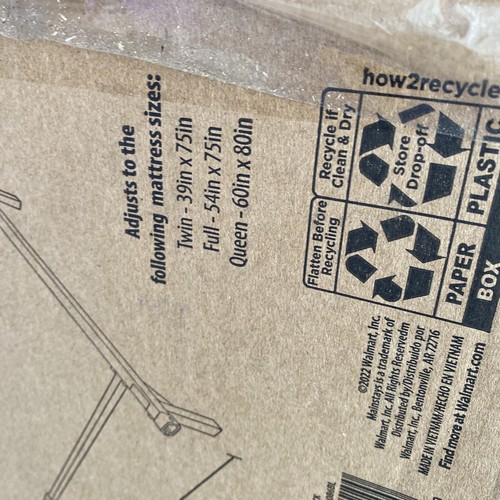 Adjusts to the
following mattress sizes:
Twin - 39in x 75in
Full - 54in x 75in
Queen - 60in x 80in
how2recycle
Recycle if
Clean & Dry
Store
Drop-off
PLASTIC
Flatten Before
Recycling
PAPER
BOX
©2022 Walmart, Inc.
Mainstays is a trademark of
Walmart, Inc. All Rights Reservedm
Distributed by/Distribuido por
Walmart, Inc., Bentonville, AR 72716
MADE IN VIETNAM/HECHO EN VIETNAM
Find more at Walmart.com